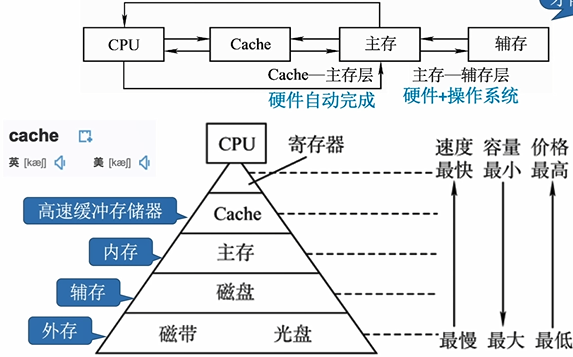 CPU Cache 主存 辅存
Cache—主存层 主存—辅存层
硬件自动完成 硬件+操作系统
cache
英 [kæʃ] 美 [kæʃ]
CPU 寄存器
速度 容量 价格
最快 最小 最高
高速缓冲存储器 Cache
内存 主存
辅存 磁盘
外存 磁带 光盘
最慢 最大 最低